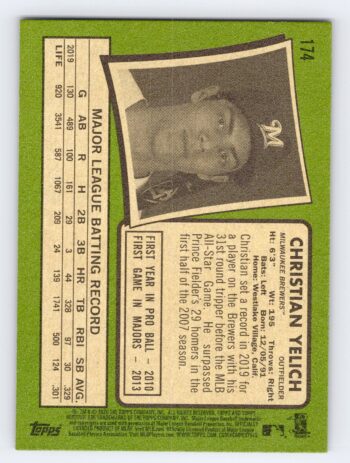 174
M
CHRISTIAN YELICH
MILWAUKEE BREWERS™ OUTFIELDER
Ht: 6'3" Wt: 195 Throws: Right
Bats: Left Born: 12/05/91
Home: Westlake Village, Calif.
Christian set a record in 2019 for
a player on the Brewers with his
31st round tripper before the MLB
All-Star Game. He surpassed
Prince Fielder's 29 homers in the
first half of the 2007 season.
FIRST YEAR IN PRO BALL - 2010
FIRST GAME IN MAJORS - 2013
MAJOR LEAGUE BATTING RECORD
G AB R H 2B 3B HR TB RBI SB AVG.
2019 130 489 100 161 29 3 44 328 97 30 .329
LIFE 920 3541 587 1067 209 24 139 1741 500 124 .301
topps